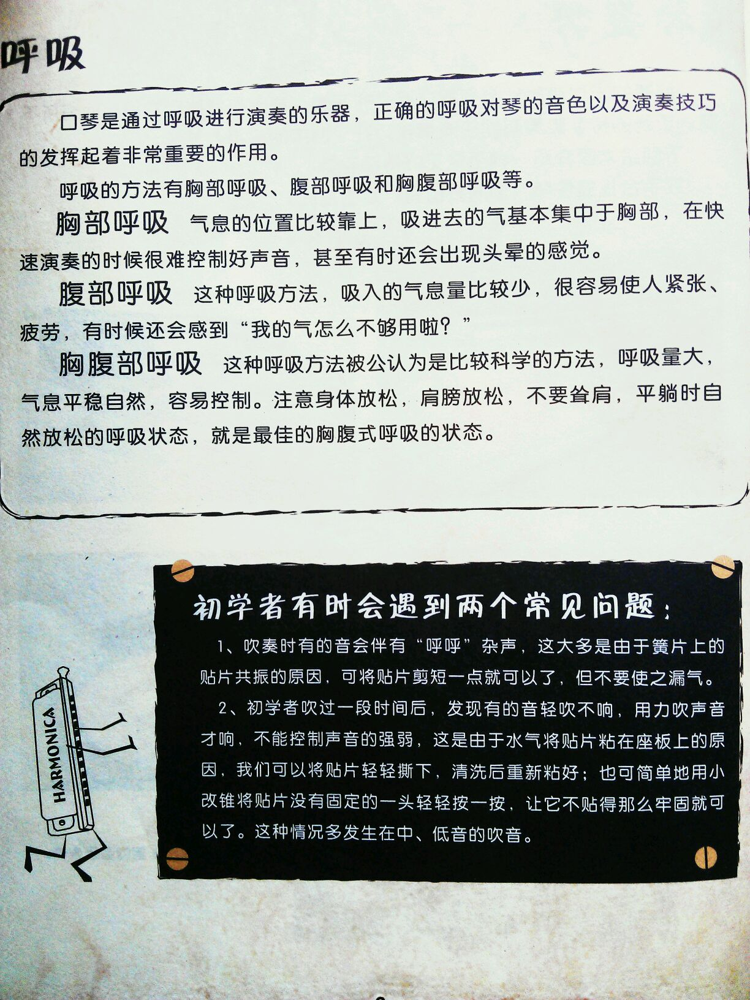 呼吸
口琴是通过呼吸进行演奏的乐器，正确的呼吸对琴的音色以及演奏技巧
的发挥起着非常重要的作用。
呼吸的方法有胸部呼吸、腹部呼吸和胸腹部呼吸等。
胸部呼吸 气息的位置比较靠上，吸进去的气基本集中于胸部，在快
速演奏的时候很难控制好声音，甚至有时还会出现头晕的感觉。
腹部呼吸 这种呼吸方法，吸入的气息量比较少，很容易使人紧张、
疲劳，有时候还会感到“我的气怎么不够用啦？”
胸腹部呼吸 这种呼吸方法被公认为是比较科学的方法，呼吸量大，
气息平稳自然，容易控制。注意身体放松，肩膀放松，不要耸肩，平躺时自
然放松的呼吸状态，就是最佳的胸腹式呼吸的状态。
初学者有时会遇到两个常见问题：
1、吹奏时有的音会伴有“呼呼”杂声，这大多是由于簧片上的
贴片共振的原因，可将贴片剪短一点就可以了，但不要使之漏气。
2、初学者吹过一段时间后，发现有的音轻吹不响，用力吹声音
才响，不能控制声音的强弱，这是由于水气将贴片粘在座板上的原
因，我们可以将贴片轻轻撕下，清洗后重新粘好；也可简单地用小
改锥将贴片没有固定的一头轻轻按一按，让它不贴得那么牢固就可
以了。这种情况多发生在中、低音的吹音。
HARMONICA